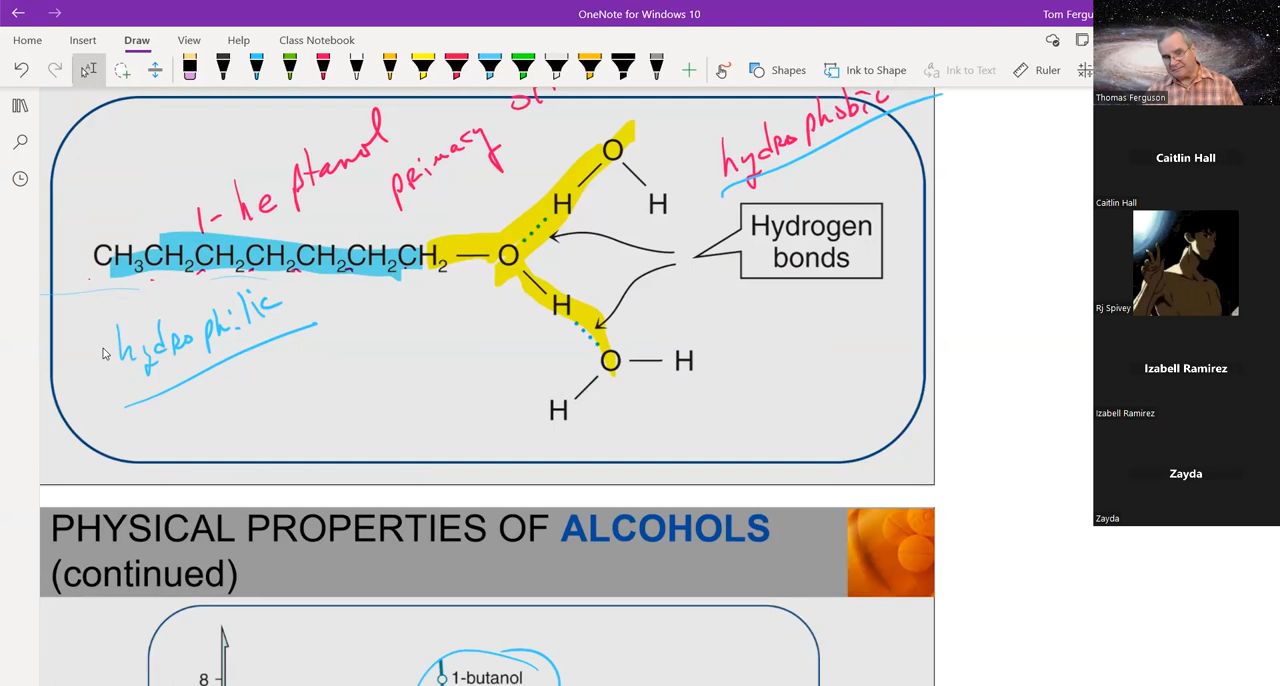 OneNote for Windows 10
Tom Fergu
Home Insert Draw View Help Class Notebook
Shapes Ink to Shape Ink to Text Ruler
Thomas Ferguson
Caitlin Hall
Caitlin Hall
Rj Spivey
Izabell Ramirez
Izabell Ramirez
Zayda
Zayda
1-heptanol
primary
hydrophobic
O
H H
CH3CH2CH2CH2CH2CH2CH2—O
Hydrogen
bonds
H
hydrophilic
O—H
H
PHYSICAL PROPERTIES OF ALCOHOLS
(continued)
8
1-butanol